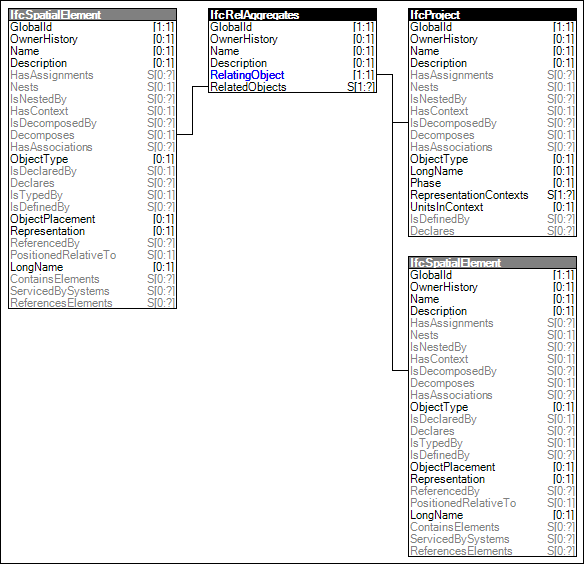 IfcSpatialElement
GlobalId [1:1]
OwnerHistory [0:1]
Name [0:1]
Description [0:1]
HasAssignments S[0:?]
Nests S[0:1]
IsNestedBy S[0:?]
HasContext S[0:1]
IsDecomposedBy S[0:?]
Decomposes S[0:1]
HasAssociations S[0:?]
ObjectType [0:1]
IsDeclaredBy S[0:1]
Declares S[0:?]
IsTypedBy S[0:1]
IsDefinedBy S[0:?]
ObjectPlacement [0:1]
Representation [0:1]
ReferencedBy S[0:?]
PositionedRelativeTo S[0:1]
LongName [0:1]
ContainsElements S[0:?]
ServicedBySystems S[0:?]
ReferencesElements S[0:?]
IfcRelAggregates
GlobalId [1:1]
OwnerHistory [0:1]
Name [0:1]
Description [0:1]
RelatingObject [1:1]
RelatedObjects S[1:?]
IfcProject
GlobalId [1:1]
OwnerHistory [0:1]
Name [0:1]
Description [0:1]
HasAssignments S[0:?]
Nests S[0:1]
IsNestedBy S[0:?]
HasContext S[0:1]
IsDecomposedBy S[0:?]
Decomposes S[0:1]
HasAssociations S[0:?]
ObjectType [0:1]
LongName [0:1]
Phase [0:1]
RepresentationContexts S[1:?]
UnitsInContext [0:1]
IsDefinedBy S[0:?]
Declares S[0:?]
IfcSpatialElement
GlobalId [1:1]
OwnerHistory [0:1]
Name [0:1]
Description [0:1]
HasAssignments S[0:?]
Nests S[0:1]
IsNestedBy S[0:?]
HasContext S[0:1]
IsDecomposedBy S[0:?]
Decomposes S[0:1]
HasAssociations S[0:?]
ObjectType [0:1]
IsDeclaredBy S[0:1]
Declares S[0:?]
IsTypedBy S[0:1]
IsDefinedBy S[0:?]
ObjectPlacement [0:1]
Representation [0:1]
ReferencedBy S[0:?]
PositionedRelativeTo S[0:1]
LongName [0:1]
ContainsElements S[0:?]
ServicedBySystems S[0:?]
ReferencesElements S[0:?]